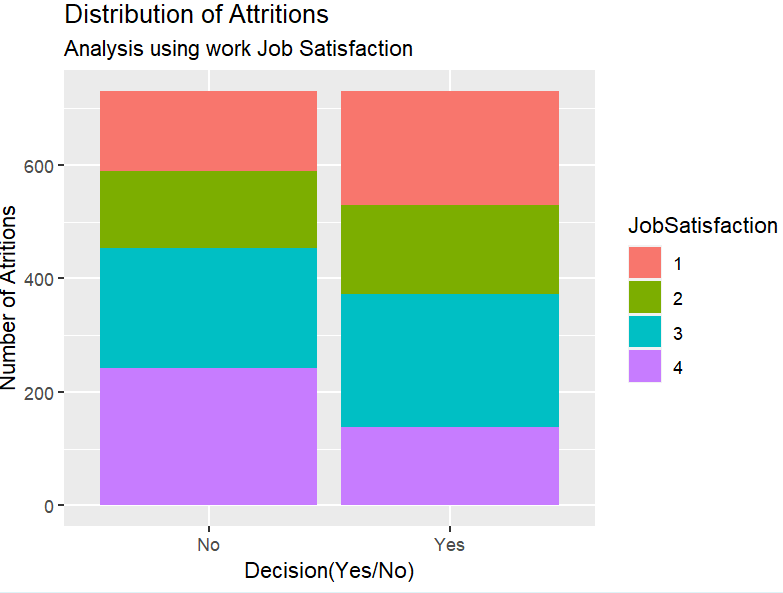 Distribution of Attritions
Analysis using work Job Satisfaction
Number of Atritions
600
400
200
0
No
Yes
Decision(Yes/No)
JobSatisfaction
1
2
3
4